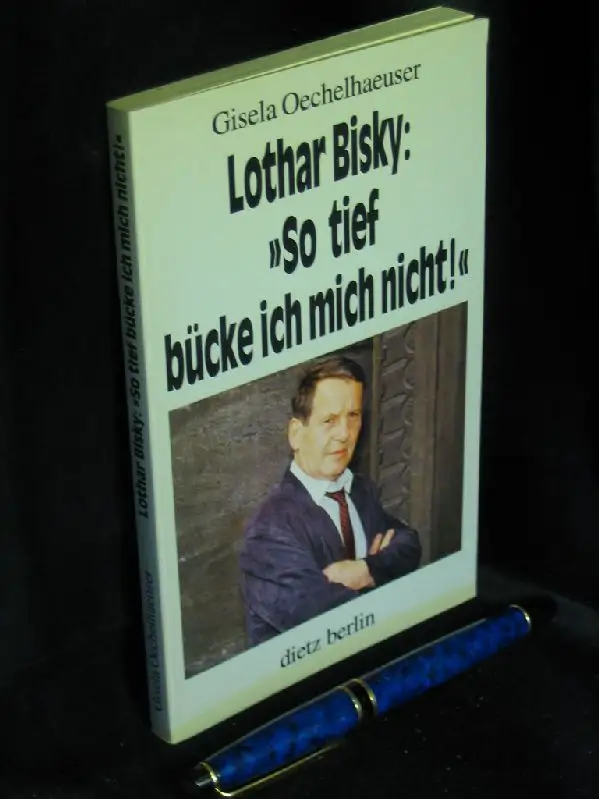 Gisela Oechelhaeuser
Lothar Bisky:
»So tief
bücke ich mich nicht!«
dietz berlin
Gisela Oechelhaeuser
Lothar Bisky: »So tief bücke ich mich nicht!«